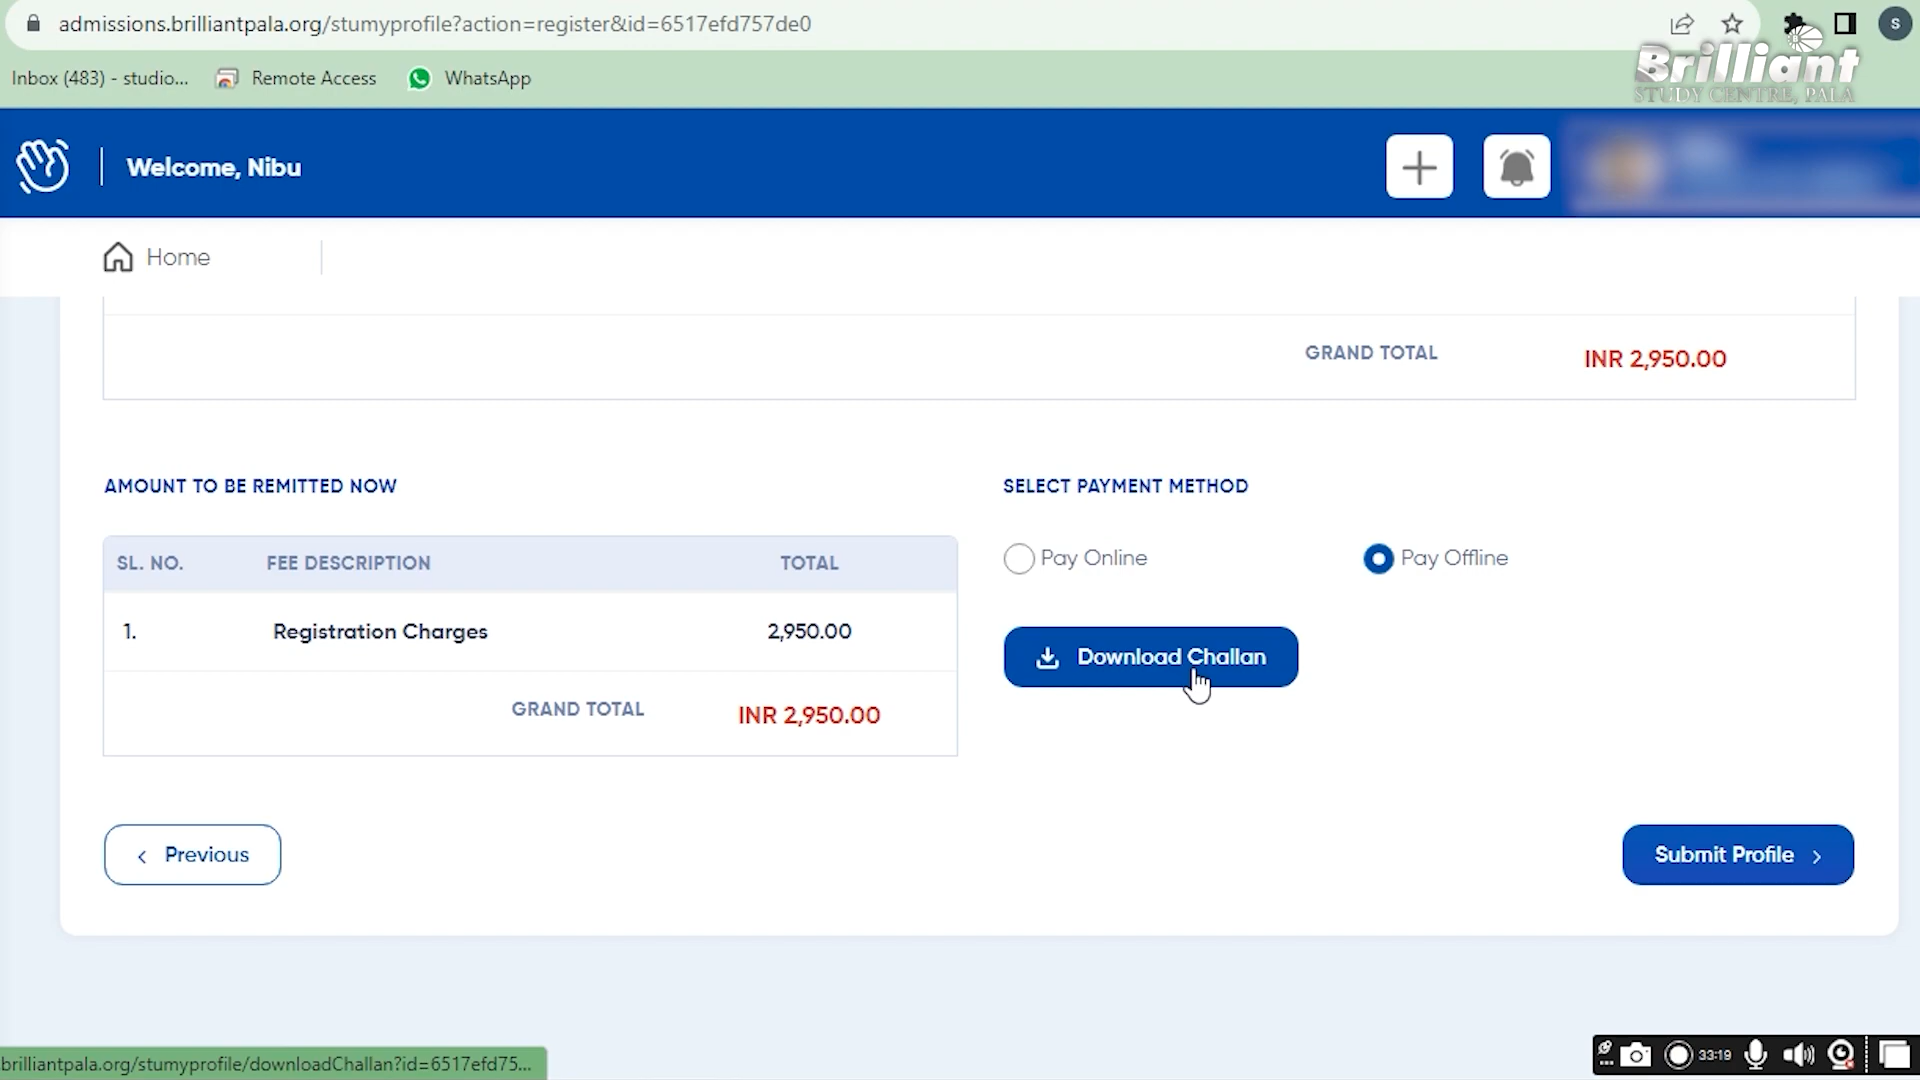 admissions.brilliantpala.org/stumyprofile?action=register&id=6517efd757de0
S
Inbox (483) - studio...
Remote Access
WhatsApp
Brilliant
STUDY CENTRE, PALA
Welcome, Nibu
Home
GRAND TOTAL
INR 2,950.00
AMOUNT TO BE REMITTED NOW
SELECT PAYMENT METHOD
SL. NO.
FEE DESCRIPTION
TOTAL
Pay Online
Pay Offline
1.
Registration Charges
2,950.00
Download Challan
GRAND TOTAL
INR 2,950.00
Previous
Submit Profile
brilliantpala.org/stumyprofile/downloadChallan?id=6517efd75...
33:19